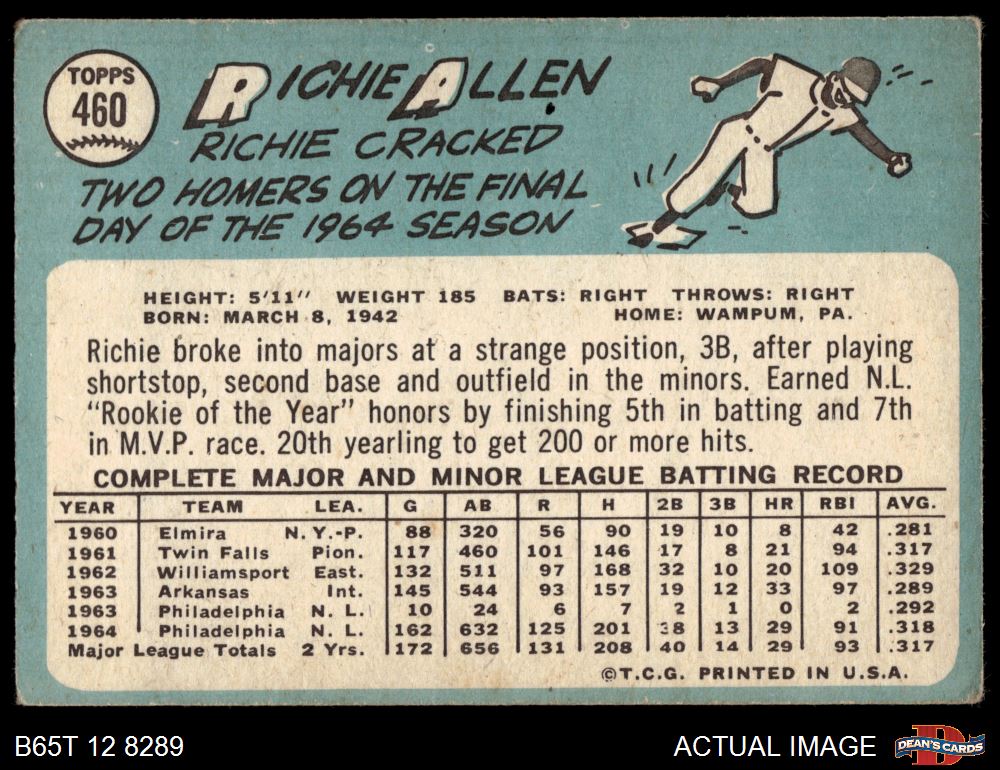 TOPPS
460
RICHIE ALLEN
RICHIE CRACKED
TWO HOMERS ON THE FINAL
DAY OF THE 1964 SEASON
HEIGHT: 5'11" WEIGHT 185 BATS: RIGHT THROWS: RIGHT
BORN: MARCH 8, 1942 HOME: WAMPUM, PA.
Richie broke into majors at a strange position, 3B, after playing
shortstop, second base and outfield in the minors. Earned N.L.
“Rookie of the Year” honors by finishing 5th in batting and 7th
in M.V.P. race. 20th yearling to get 200 or more hits.
COMPLETE MAJOR AND MINOR LEAGUE BATTING RECORD
YEAR TEAM LEA. G AB R H 2B 3B HR RBI AVG.
1960 Elmira N.Y.-P. 88 320 56 90 19 10 8 42 .281
1961 Twin Falls Pion. 117 460 101 146 17 8 21 94 .317
1962 Williamsport East. 132 511 97 168 32 10 20 109 .329
1963 Arkansas Int. 145 544 93 157 19 12 33 97 .289
1963 Philadelphia N. L. 10 24 6 7 2 1 0 2 .292
1964 Philadelphia N. L. 162 632 125 201 38 13 29 91 .318
Major League Totals 2 Yrs. 172 656 131 208 40 14 29 93 .317
©T.C.G. PRINTED IN U.S.A.
B65T 12 8289 ACTUAL IMAGE DEAN'S CARDS